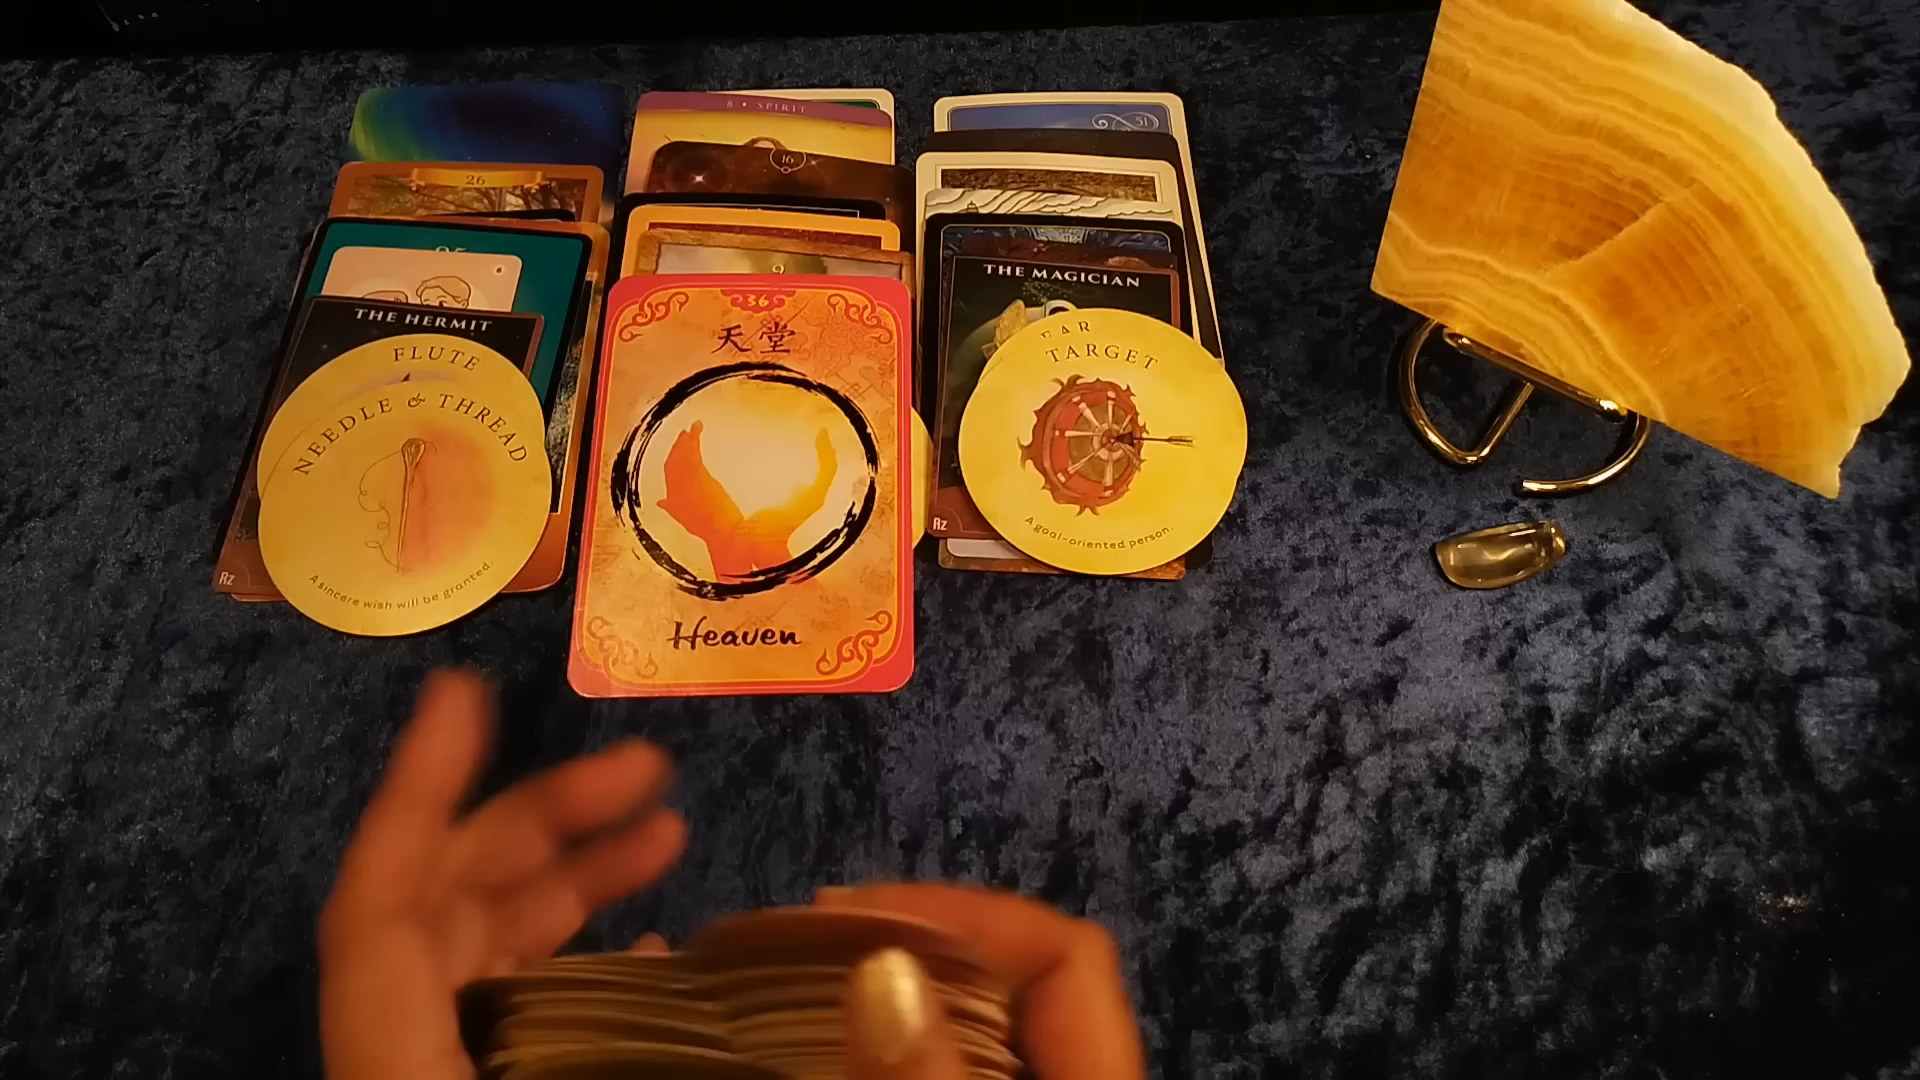 26
THE HERMIT
FLUTE
NEEDLE & THREAD
A sincere wish will be granted.
Rz
8 • SPIRIT
16
9
36
天堂
Heaven
51
THE MAGICIAN
EAR
TARGET
A goal-oriented person.
Rz